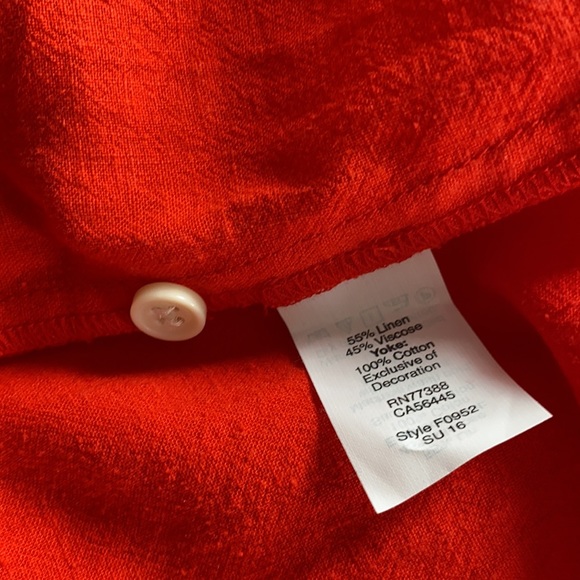 55% Linen
45% Viscose
Yoke:
100% Cotton
Exclusive of
Decoration
RN77388
CA56445
Style F0952
SU 16